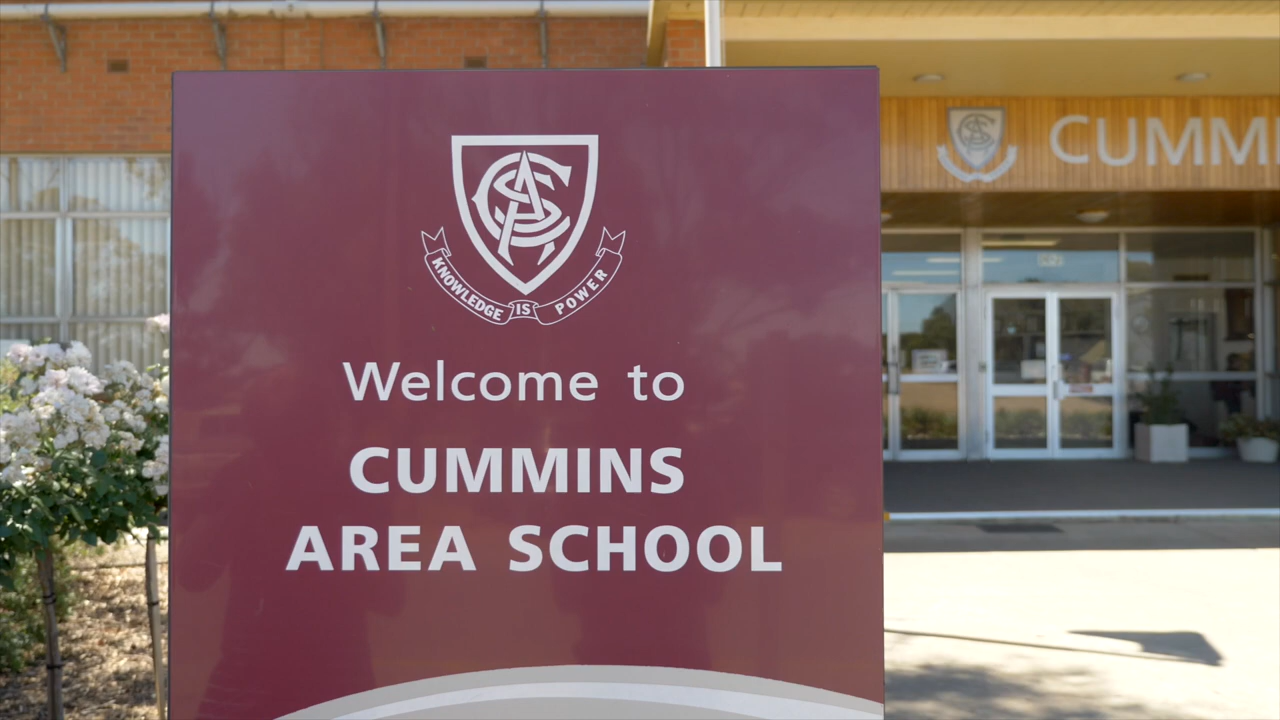 KNOWLEDGE IS POWER
Welcome to
CUMMINS
AREA SCHOOL
CUMMI